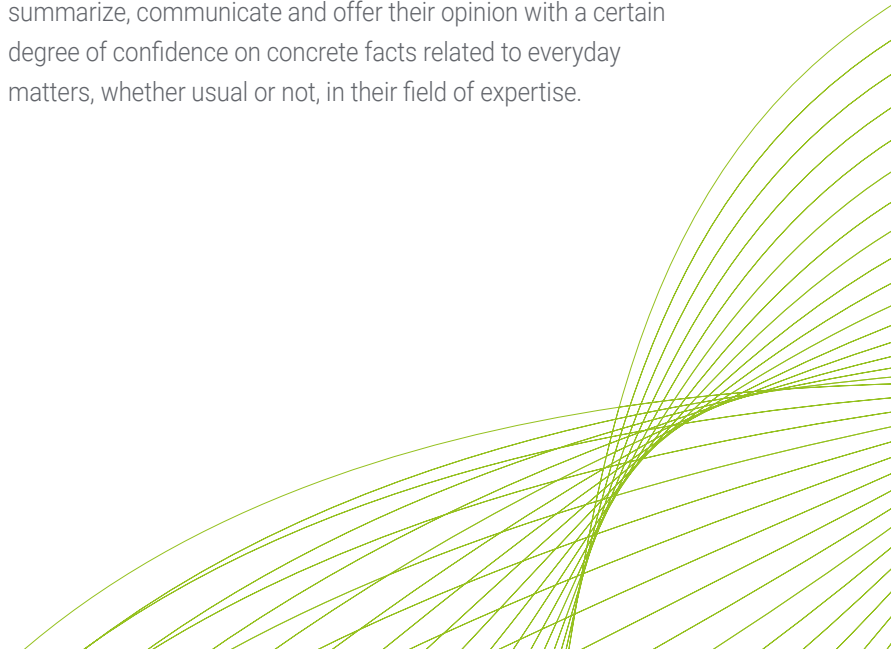 summarize, communicate and offer their opinion with a certain
degree of confidence on concrete facts related to everyday
matters, whether usual or not, in their field of expertise.